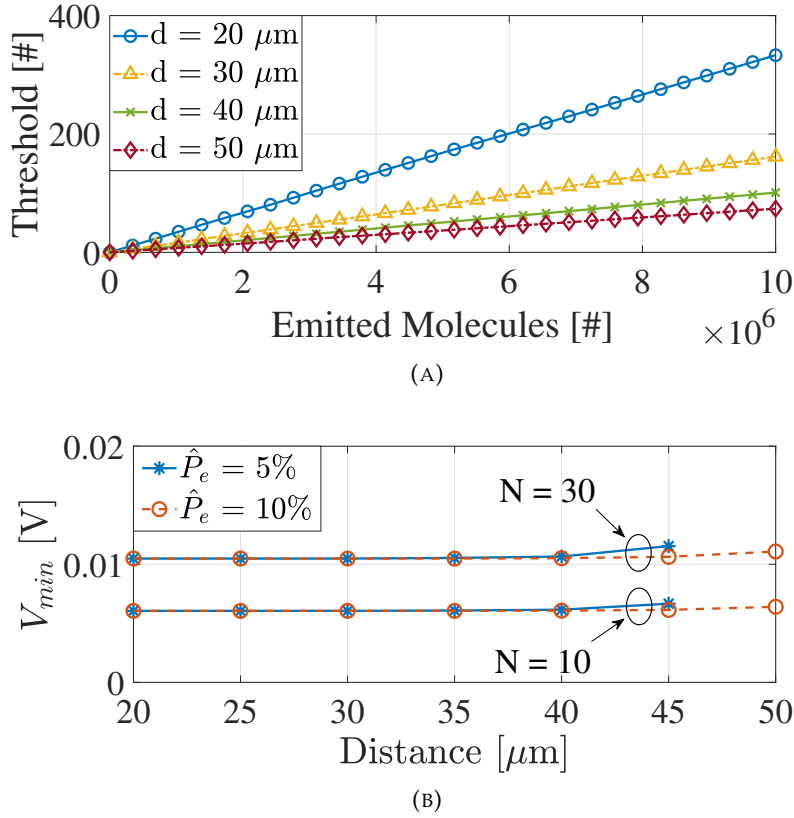 400
200
0
Threshold [#]
d = 20 μm
d = 30 μm
d = 40 μm
d = 50 μm
0 2 4 6 8 10
Emitted Molecules [#] ×10⁶
(A)
0.02
0.01
0
V_min [V]
P̂_e = 5%
P̂_e = 10%
N = 30
N = 10
20 25 30 35 40 45 50
Distance [μm]
(B)